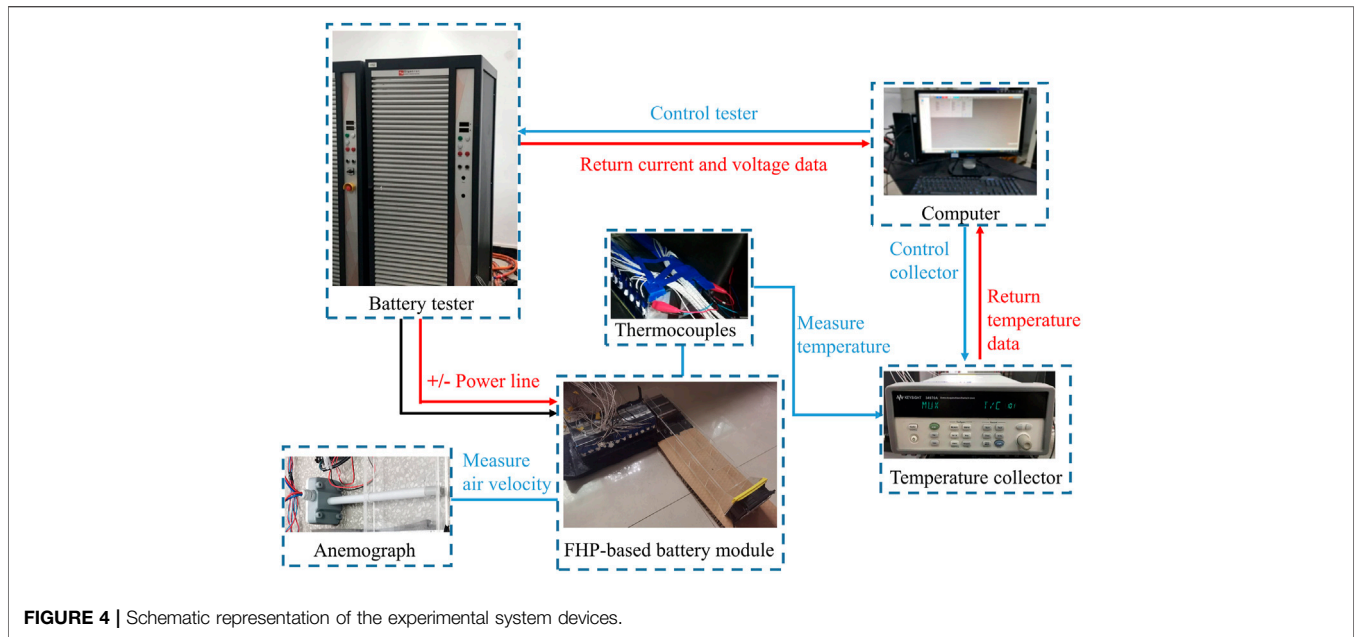 Control tester
Return current and voltage data
Computer
Battery tester
Control
collector
Return
temperature
data
Thermocouples
Measure
temperature
+/- Power line
KEYSIGHT
MUX
Measure
air velocity
Temperature collector
Anemograph
FHP-based battery module
FIGURE 4 | Schematic representation of the experimental system devices.